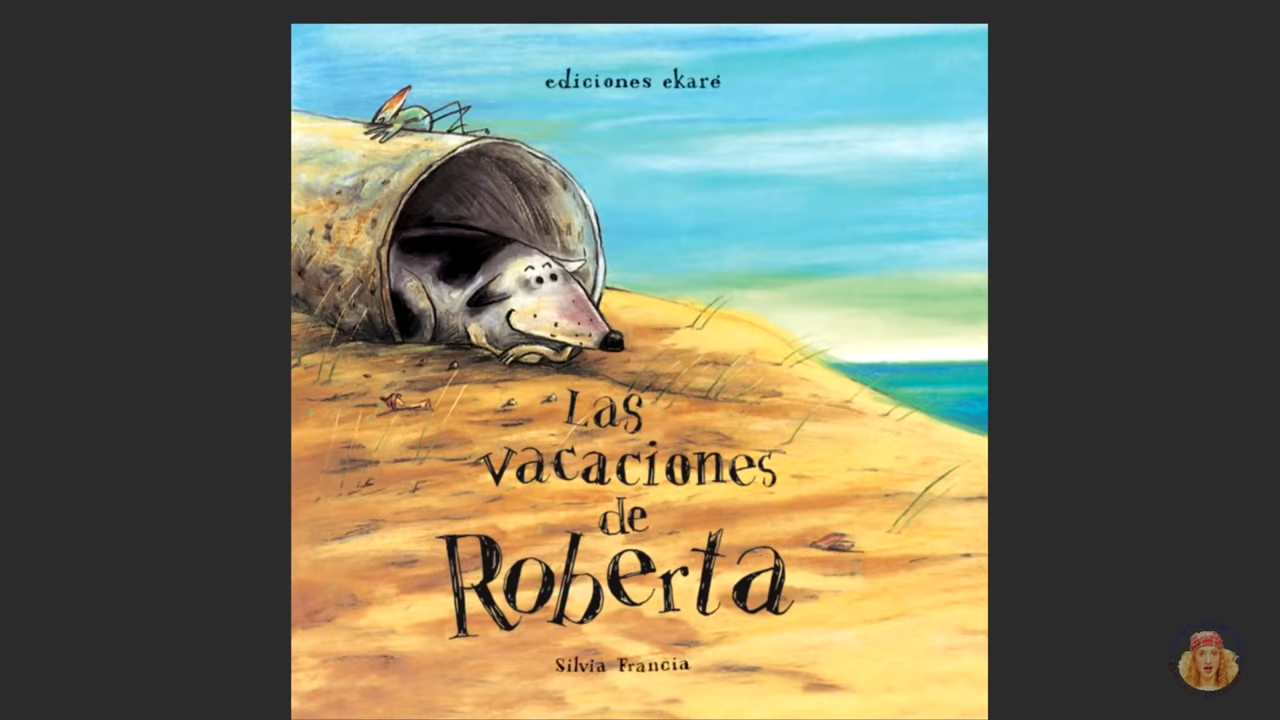 ediciones ekaré
Las
vacaciones
de
Roberta
Silvia Francia